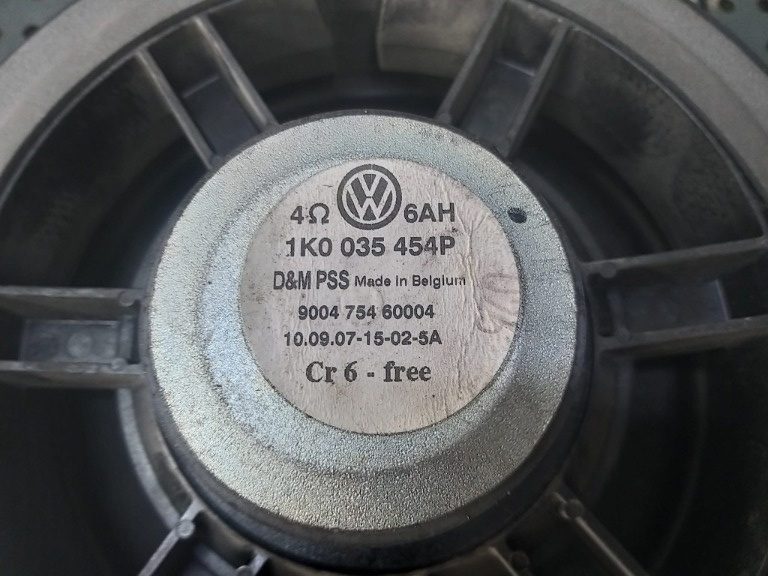 4Ω VW 6AH
1K0 035 454P
D&M PSS Made In Belgium
9004 754 60004
10.09.07-15-02-5A
Cr 6 - free